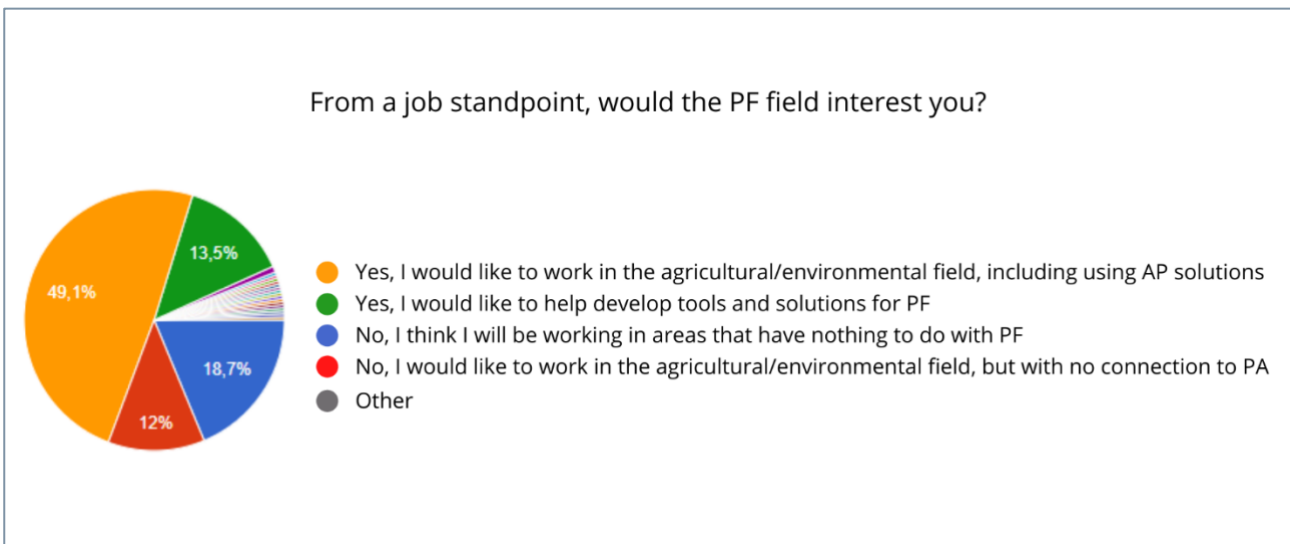 From a job standpoint, would the PF field interest you?
13,5%
49,1%
18,7%
12%
Yes, I would like to work in the agricultural/environmental field, including using AP solutions
Yes, I would like to help develop tools and solutions for PF
No, I think I will be working in areas that have nothing to do with PF
No, I would like to work in the agricultural/environmental field, but with no connection to PA
Other